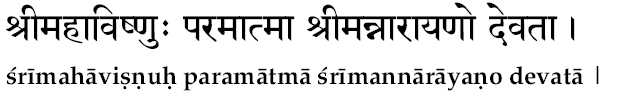 श्रीमहाविष्णुः परमात्मा श्रीमन्नारायणो देवता ।
śrīmahāviṣṇuḥ paramātmā śrīmannārāyaṇo devatā |